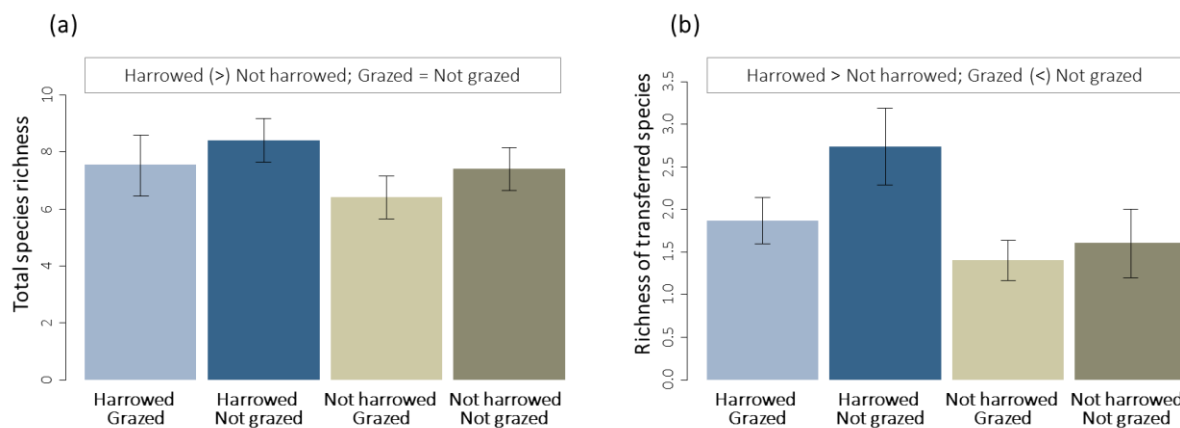 (a)
Harrowed (>) Not harrowed; Grazed = Not grazed
Total species richness
10
8
6
4
2
0
Harrowed
Grazed
Harrowed
Not grazed
Not harrowed
Grazed
Not harrowed
Not grazed
(b)
Harrowed > Not harrowed; Grazed (<) Not grazed
Richness of transferred species
3.5
3.0
2.5
2.0
1.5
1.0
0.5
0.0
Harrowed
Grazed
Harrowed
Not grazed
Not harrowed
Grazed
Not harrowed
Not grazed